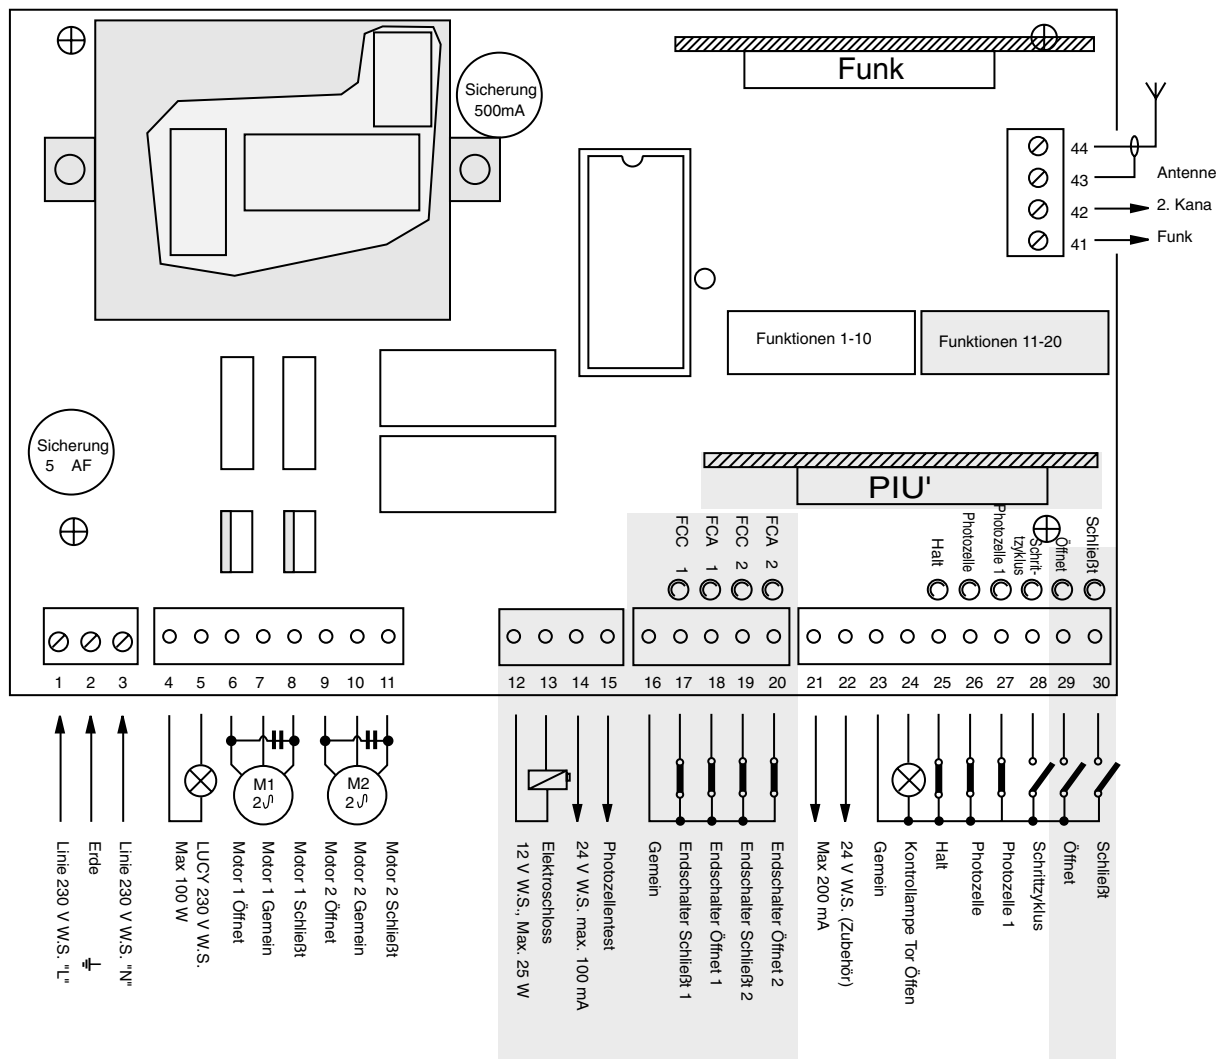 Sicherung
500mA
Funk
44
43
42
41
Antenne
2. Kana
Funk
Funktionen 1-10
Funktionen 11-20
Sicherung
5 AF
PIU'
FCC 1
FCA 1
FCC 2
FCA 2
Halt
Photozelle
Photozelle 1
Schrit-
tzyklus
Öffnet
Schließt
1 2 3 4 5 6 7 8 9 10 11 12 13 14 15 16 17 18 19 20 21 22 23 24 25 26 27 28 29 30
M1
2
M2
2
Linie 230 V W.S. "L"
Erde
Linie 230 V W.S. "N"
LUCY 230 V W.S.
Max 100 W
Motor 1 Öffnet
Motor 1 Gemein
Motor 1 Schließt
Motor 2 Öffnet
Motor 2 Gemein
Motor 2 Schließt
Elektroschloss
12 V W.S., Max. 25 W
24 V W.S. max. 100 mA
Photozellentest
Gemein
Endschalter Schließt 1
Endschalter Öffnet 1
Endschalter Schließt 2
Endschalter Öffnet 2
24 V W.S. (Zubehör)
Max 200 mA
Gemein
Kontrollampe Tor Öffen
Halt
Photozelle
Photozelle 1
Schrittzyklus
Öffnet
Schließt